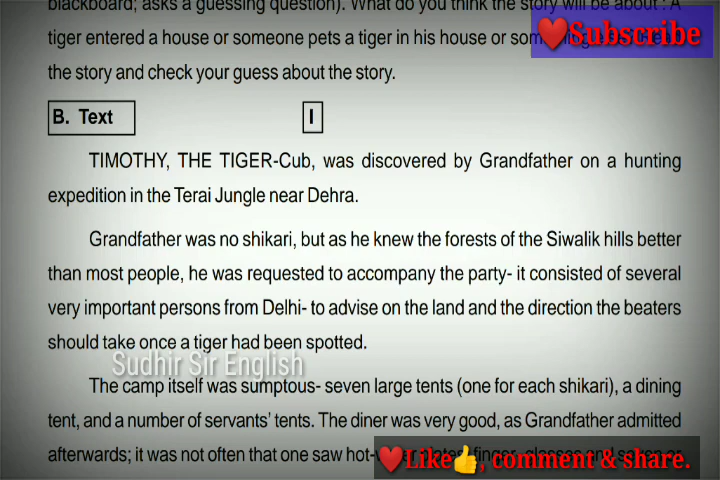 blackboard; asks a guessing question). What do you think the story will be about : A
tiger entered a house or someone pets a tiger in his house or
❤️Subscribe
the story and check your guess about the story.
B. Text
I
TIMOTHY, THE TIGER-Cub, was discovered by Grandfather on a hunting
expedition in the Terai Jungle near Dehra.
Grandfather was no shikari, but as he knew the forests of the Siwalik hills better
than most people, he was requested to accompany the party- it consisted of several
very important persons from Delhi- to advise on the land and the direction the beaters
should take once a tiger had been spotted.
Sudhir Sir English
The camp itself was sumptous- seven large tents (one for each shikari), a dining
tent, and a number of servants' tents. The diner was very good, as Grandfather admitted
afterwards; it was not often that one saw
❤️Like👍, comment & share.